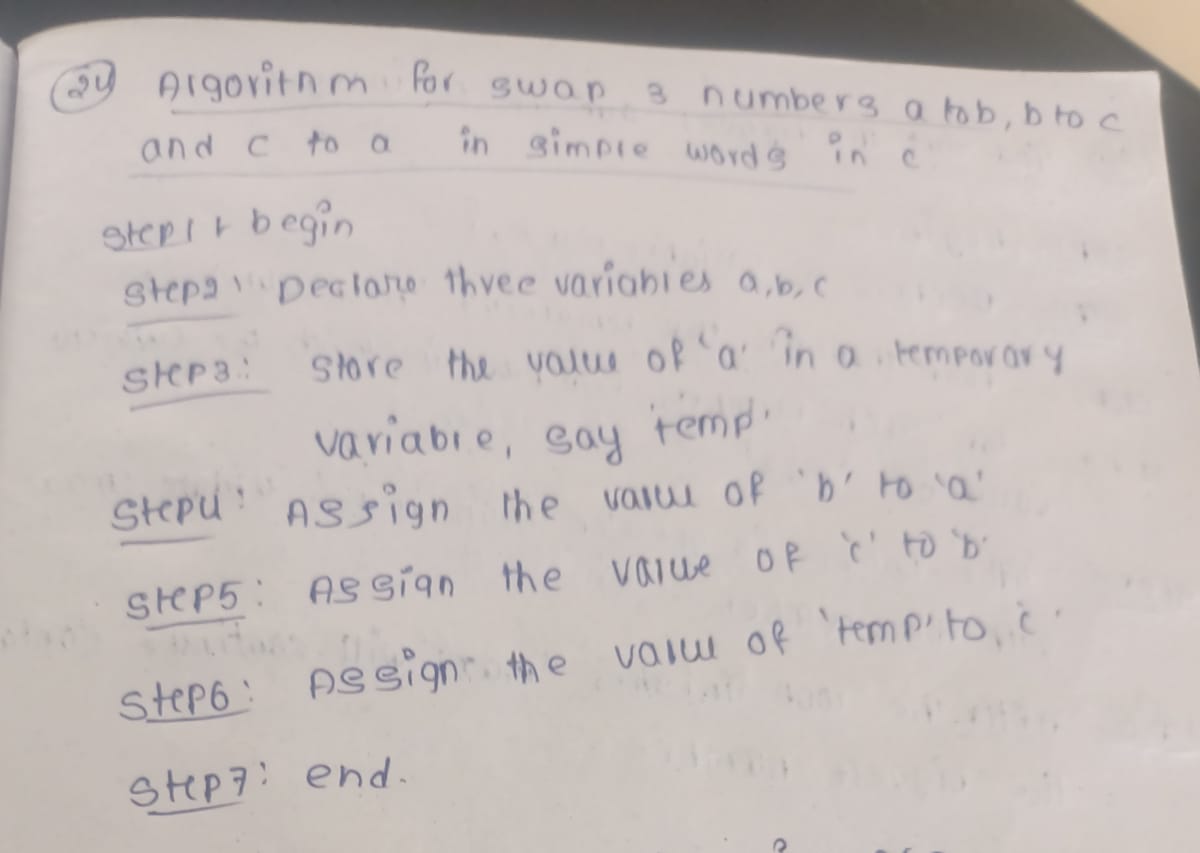 24 Algorithm for swap 3 numbers a to b, b to c
and c to a in simple words in c
Step1: begin
Step2: Declare three variables a,b,c
Step3: Store the value of 'a' in a temporary
variable, say 'temp'
Step4: Assign the value of 'b' to 'a'
Step5: Assign the value of 'c' to 'b'
Step6: Assign the value of 'temp' to 'c'
Step7: end.